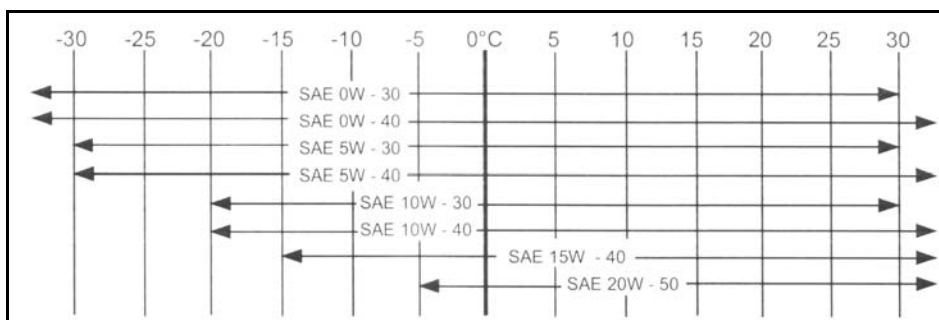 -30 -25 -20 -15 -10 -5 0°C 5 10 15 20 25 30
SAE 0W - 30
SAE 0W - 40
SAE 5W - 30
SAE 5W - 40
SAE 10W - 30
SAE 10W - 40
SAE 15W - 40
SAE 20W - 50